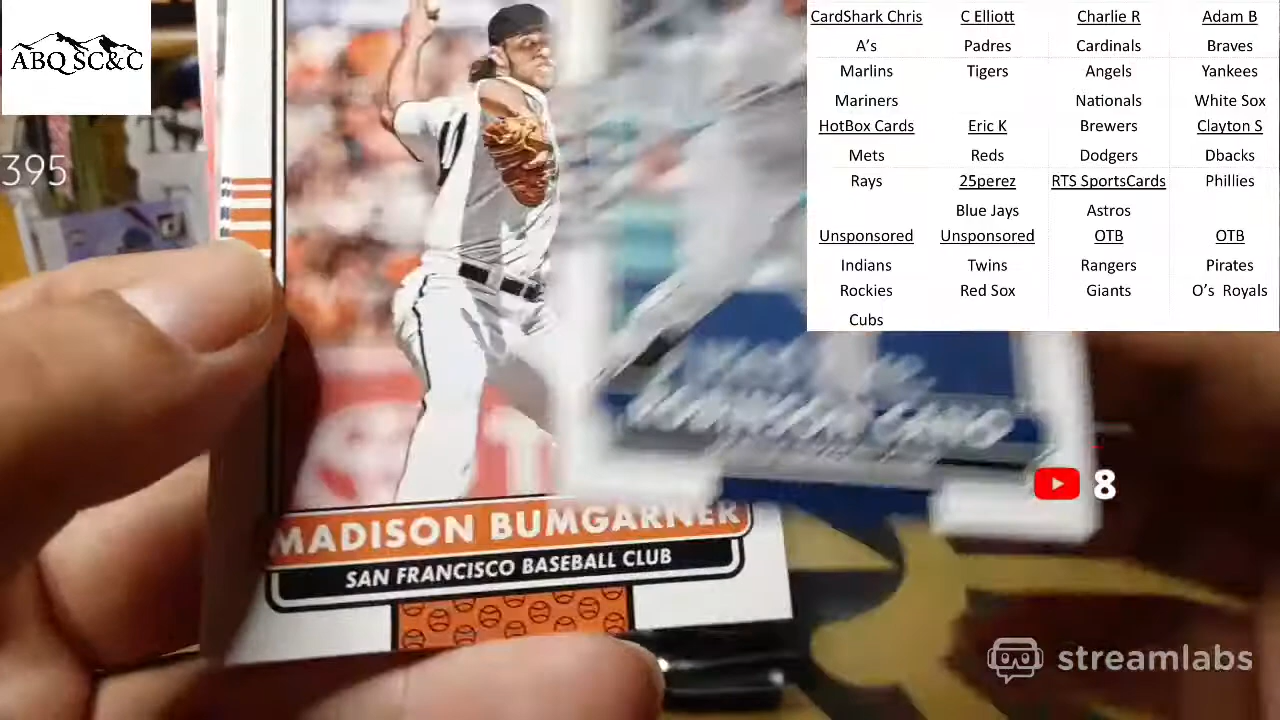 ABQ SC&C
395
CardShark Chris C Elliott Charlie R Adam B
A's Padres Cardinals Braves
Marlins Tigers Angels Yankees
Mariners Nationals White Sox
HotBox Cards Eric K Brewers Clayton S
Mets Reds Dodgers Dbacks
Rays 25perez RTS SportsCards Phillies
Blue Jays Astros
Unsponsored Unsponsored OTB OTB
Indians Twins Rangers Pirates
Rockies Red Sox Giants O's Royals
Cubs
8
MADISON BUMGARNER
SAN FRANCISCO BASEBALL CLUB
streamlabs